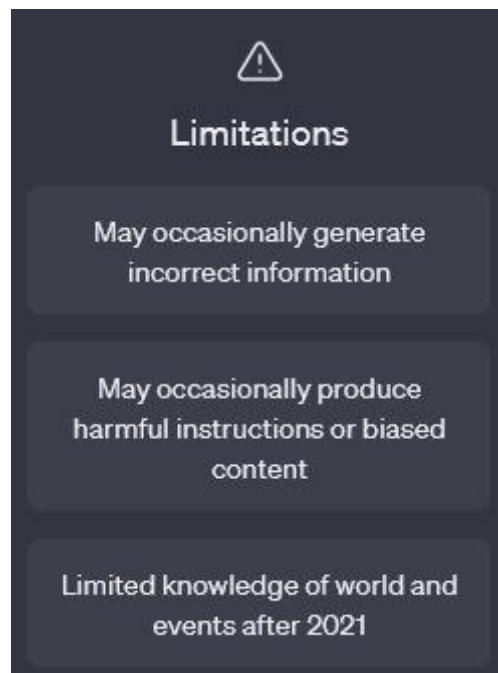 Limitations
May occasionally generate
incorrect information
May occasionally produce
harmful instructions or biased
content
Limited knowledge of world and
events after 2021